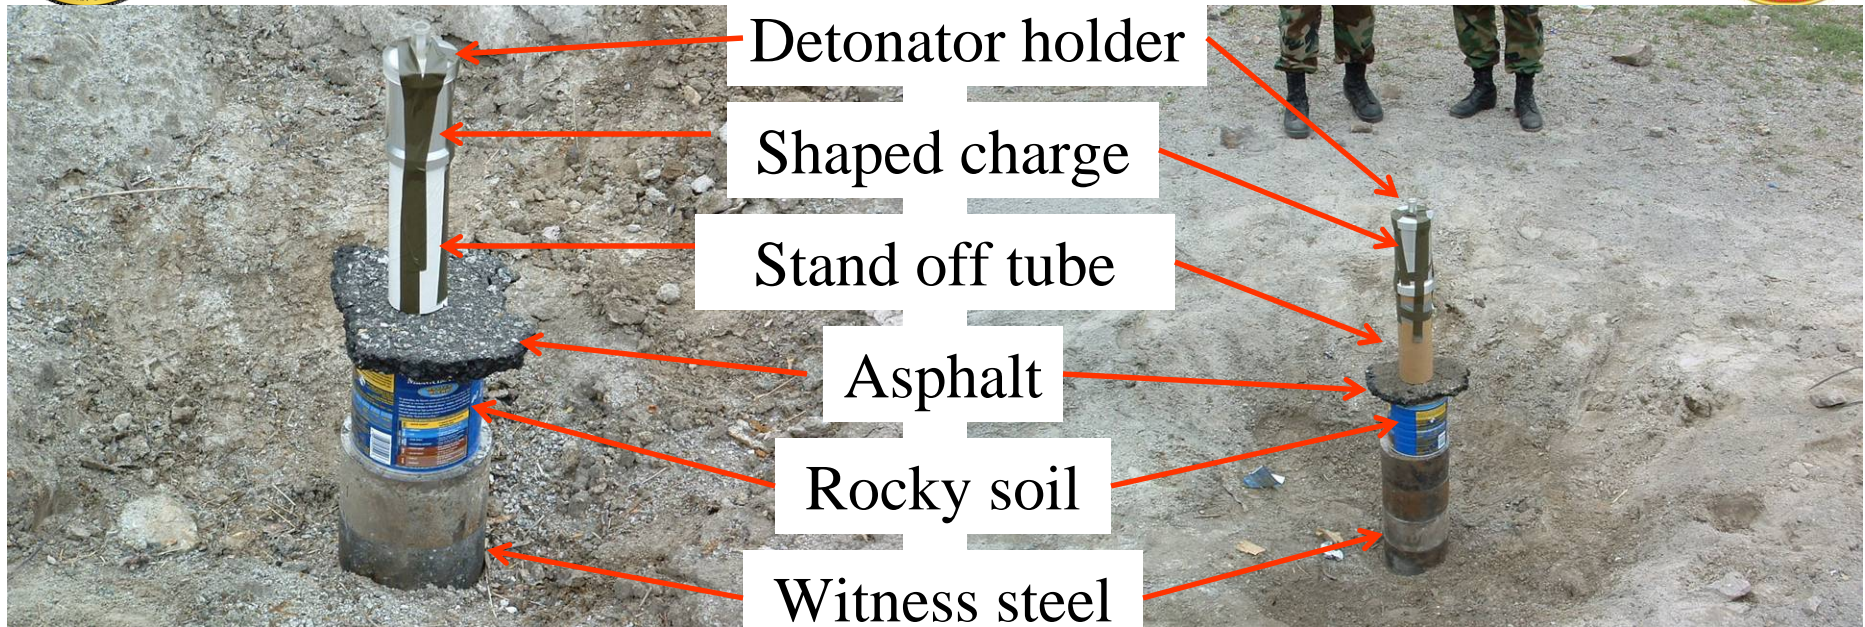 Detonator holder
Shaped charge
Stand off tube
Asphalt
Rocky soil
Witness steel